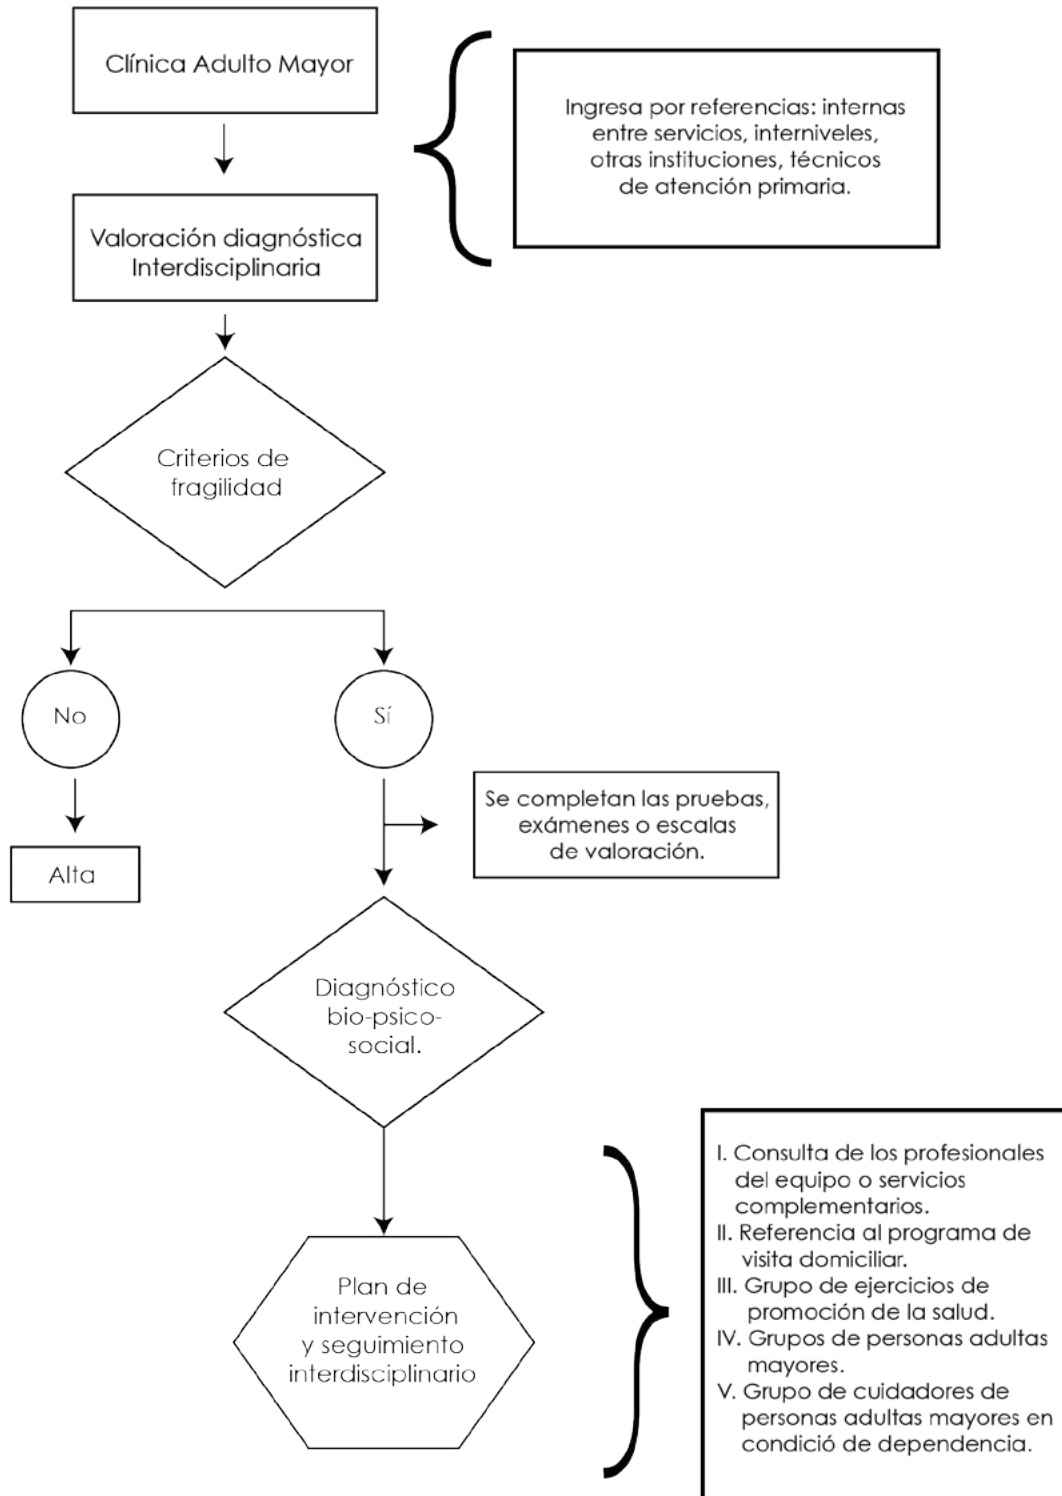 Clínica Adulto Mayor
Ingresa por referencias: internas
entre servicios, interniveles,
otras instituciones, técnicos
de atención primaria.
Valoración diagnóstica
Interdisciplinaria
Criterios de
fragilidad
No
Sí
Se completan las pruebas,
exámenes o escalas
de valoración.
Alta
Diagnóstico
bio-psico-
social.
Plan de
intervención
y seguimiento
interdisciplinario
I. Consulta de los profesionales
del equipo o servicios
complementarios.
II. Referencia al programa de
visita domiciliar.
III. Grupo de ejercicios de
promoción de la salud.
IV. Grupos de personas adultas
mayores.
V. Grupo de cuidadores de
personas adultas mayores en
condició de dependencia.